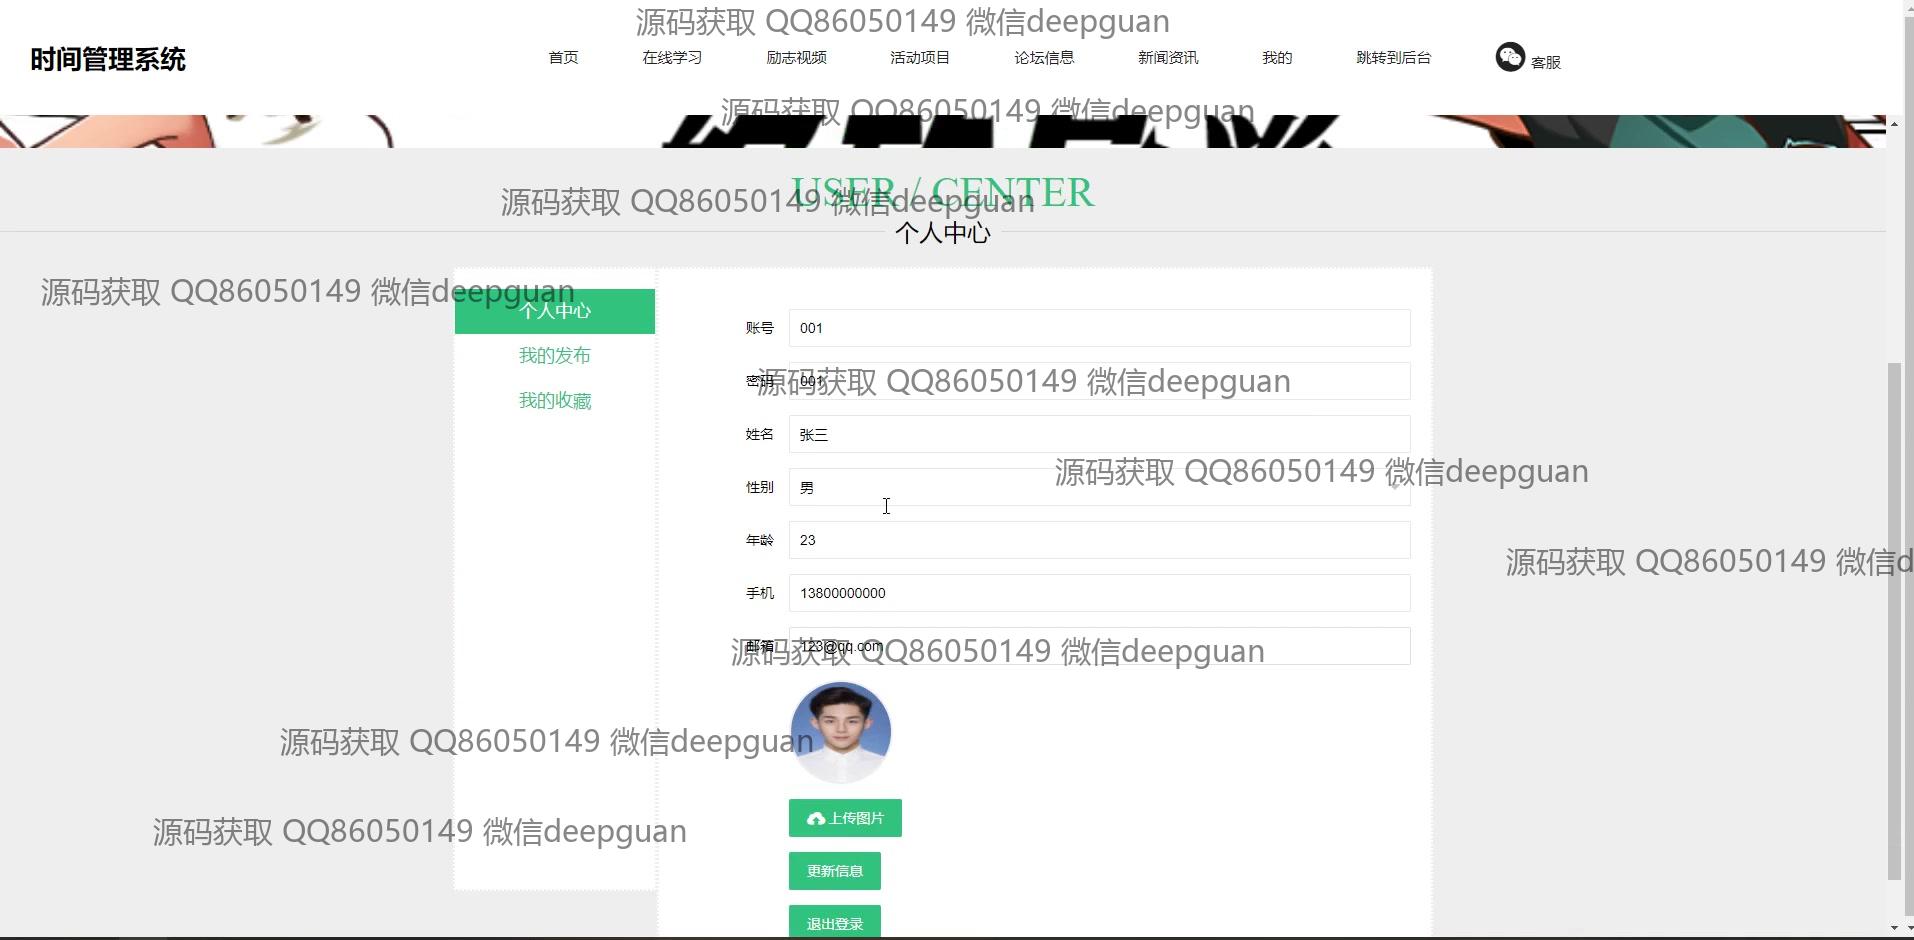 源码获取 QQ86050149 微信deepguan
时间管理系统
首页 在线学习 励志视频 活动项目 论坛信息 新闻资讯 我的 跳转到后台 客服
源码获取 QQ86050149 微信deepguan
USER / CENTER
源码获取 QQ86050149 微信deepguan
个人中心
源码获取 QQ86050149 微信deepguan
个人中心
我的发布
我的收藏
账号 001
密码 001
源码获取 QQ86050149 微信deepguan
姓名 张三
源码获取 QQ86050149 微信deepguan
性别 男
年龄 23
源码获取 QQ86050149 微信d
手机 13800000000
邮箱 123@qq.com
源码获取 QQ86050149 微信deepguan
源码获取 QQ86050149 微信deepguan
上传图片
源码获取 QQ86050149 微信deepguan
更新信息
退出登录